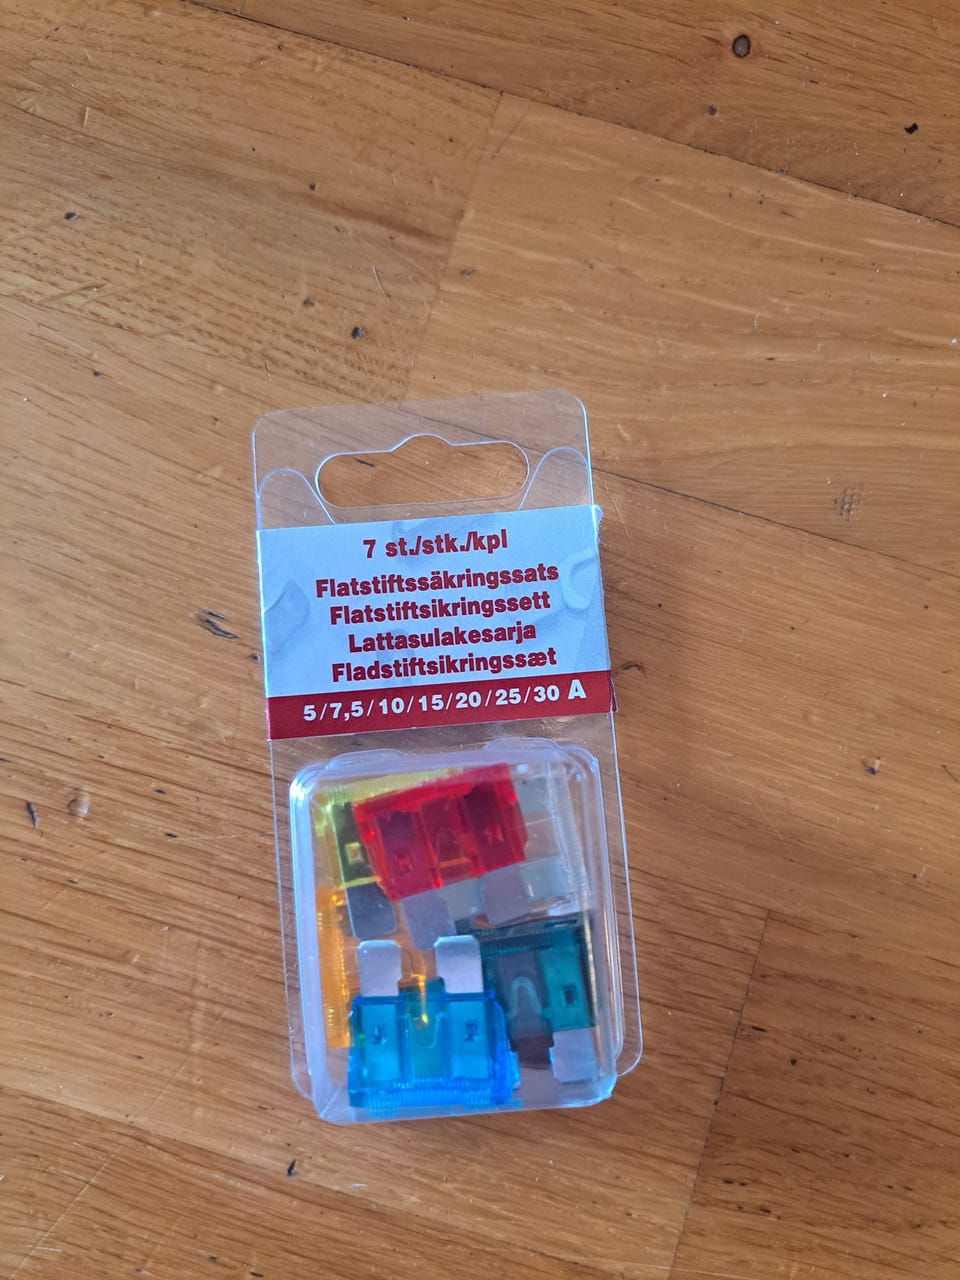 7 st./stk./kpl
Flatstiftssäkringssats
Flatstiftsikringssett
Lattasulakesarja
Fladstiftsikringssæt
5/7,5/10/15/20/25/30 A